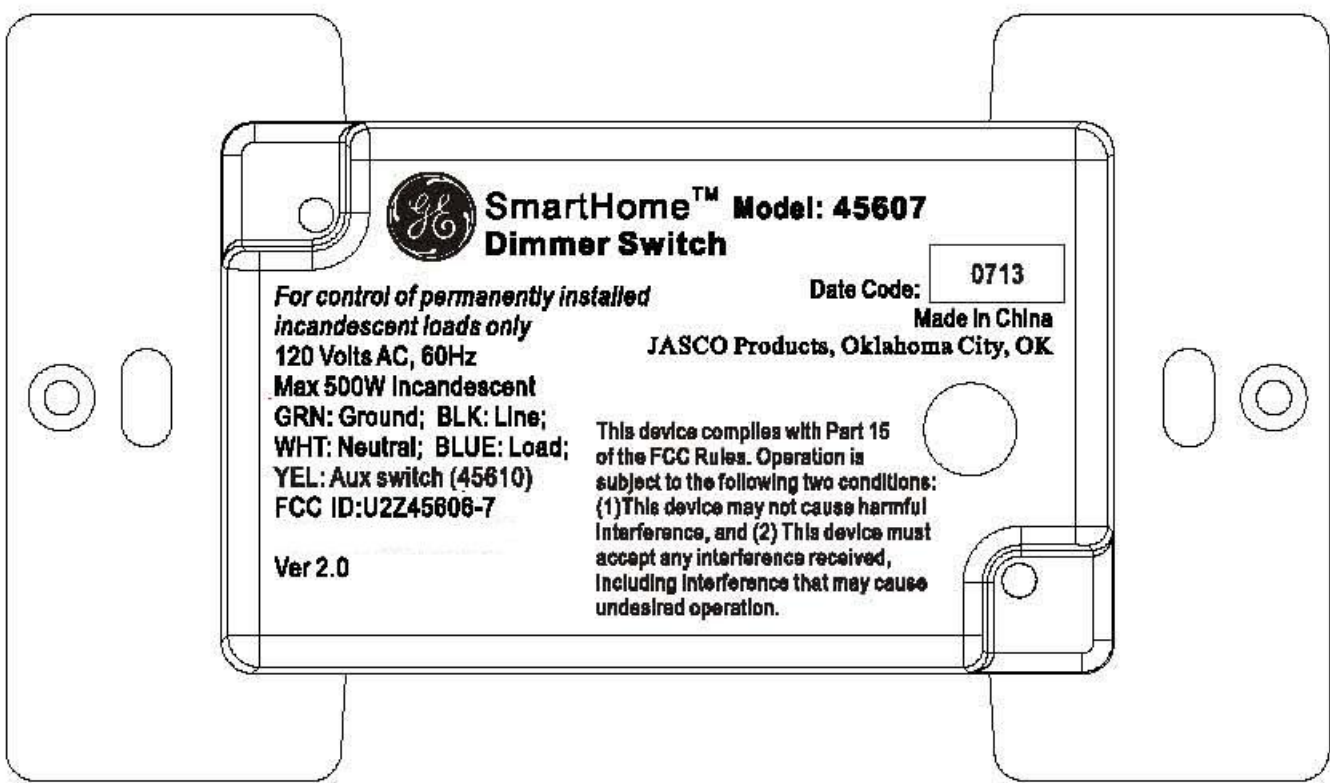 GE
SmartHome™ Model: 45607
Dimmer Switch
Date Code: 0713
Made in China
JASCO Products, Oklahoma City, OK
For control of permanently installed
incandescent loads only
120 Volts AC, 60Hz
Max 500W Incandescent
GRN: Ground; BLK: Line;
WHT: Neutral; BLUE: Load;
YEL: Aux switch (45610)
FCC ID:U2Z45606-7
Ver 2.0
This device complies with Part 15
of the FCC Rules. Operation is
subject to the following two conditions:
(1)This device may not cause harmful
interference, and (2) This device must
accept any interference received,
including interference that may cause
undesired operation.